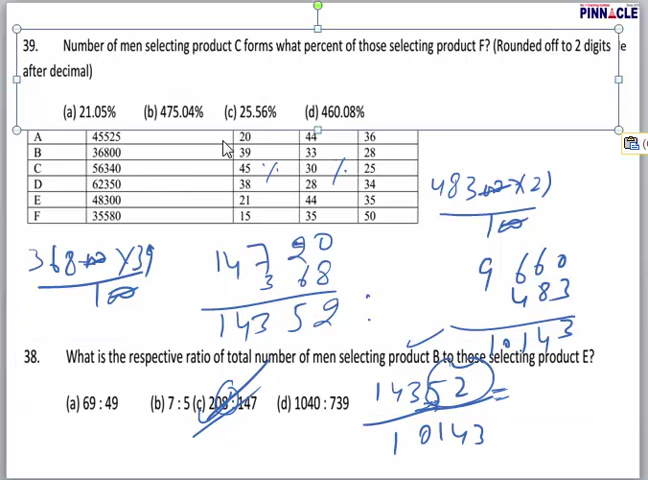 PINNACLE
39. Number of men selecting product C forms what percent of those selecting product F? (Rounded off to 2 digits
after decimal)
(a) 21.05% (b) 475.04% (c) 25.56% (d) 460.08%
A 45525 20 44 36
B 36800 39 33 28
C 56340 45 % 30 % 25
D 62350 38 28 34
E 48300 21 44 35
F 35580 15 35 50
48300 × 21
100
36800 × 39
100
14720
368
14352
:
9660
483
10143
38. What is the respective ratio of total number of men selecting product B to those selecting product E?
(a) 69 : 49 (b) 7 : 5 (c) 208 : 147 (d) 1040 : 739
14352 =
10143